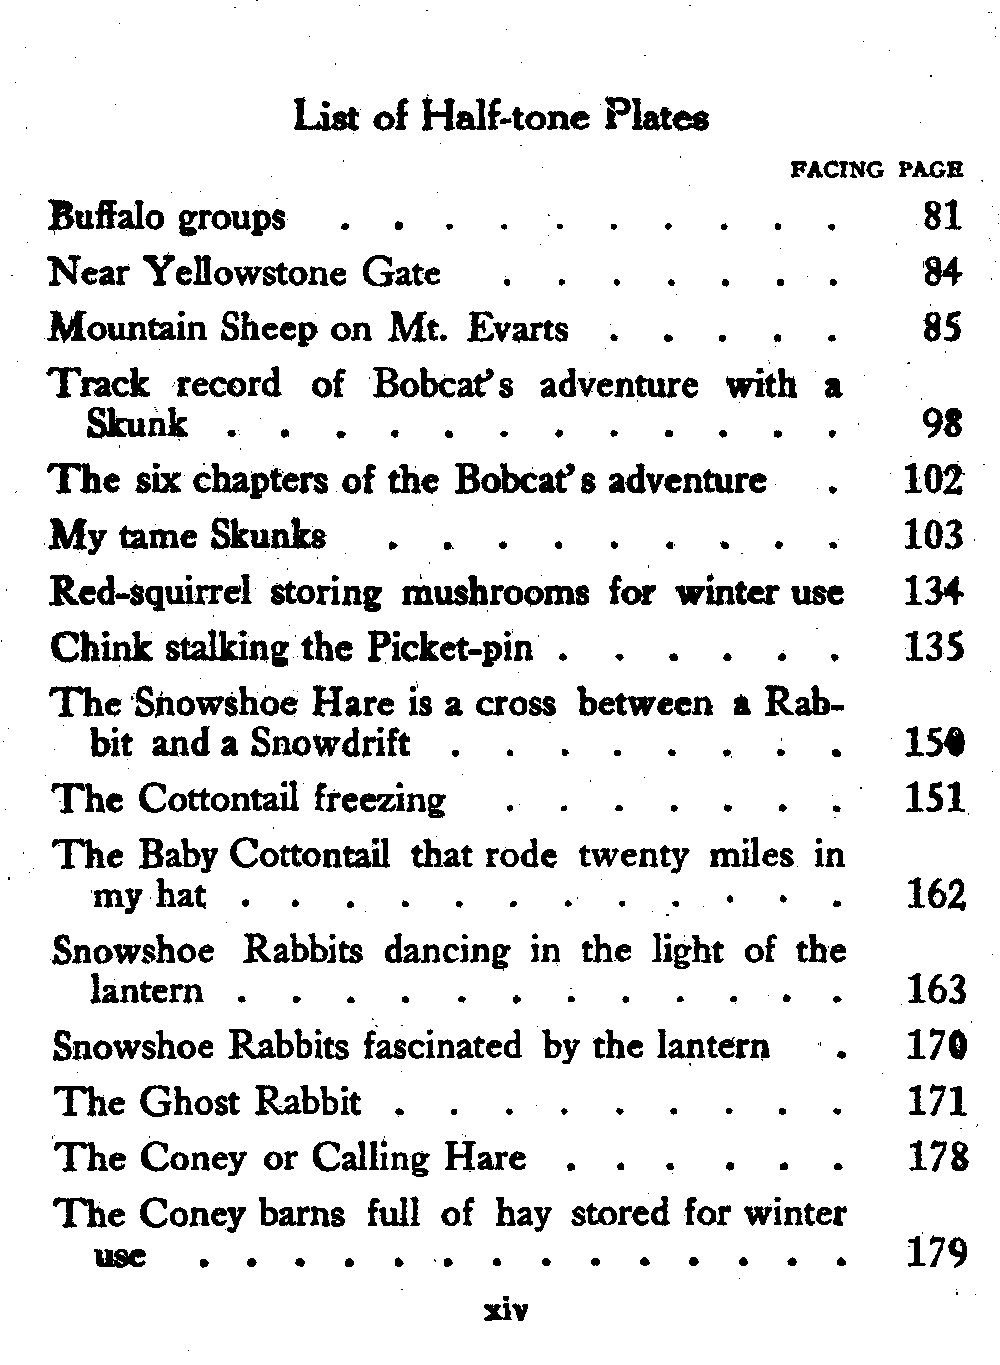 List of Half-tone Plates
FACING PAGE
Buffalo groups . . . . . . . . . . 81
Near Yellowstone Gate . . . . . . . 84
Mountain Sheep on Mt. Evarts . . . . . 85
Track record of Bobcat's adventure with a
Skunk . . . . . . . . . . . . 98
The six chapters of the Bobcat's adventure . 102
My tame Skunks . . . . . . . . . 103
Red-squirrel storing mushrooms for winter use 134
Chink stalking the Picket-pin . . . . . . 135
The Snowshoe Hare is a cross between a Rab-
bit and a Snowdrift . . . . . . . . 150
The Cottontail freezing . . . . . . . 151
The Baby Cottontail that rode twenty miles in
my hat . . . . . . . . . . . . 162
Snowshoe Rabbits dancing in the light of the
lantern . . . . . . . . . . . . 163
Snowshoe Rabbits fascinated by the lantern . 170
The Ghost Rabbit . . . . . . . . . 171
The Coney or Calling Hare . . . . . . 178
The Coney barns full of hay stored for winter
use . . . . . . . . . . . . . . 179
xiv